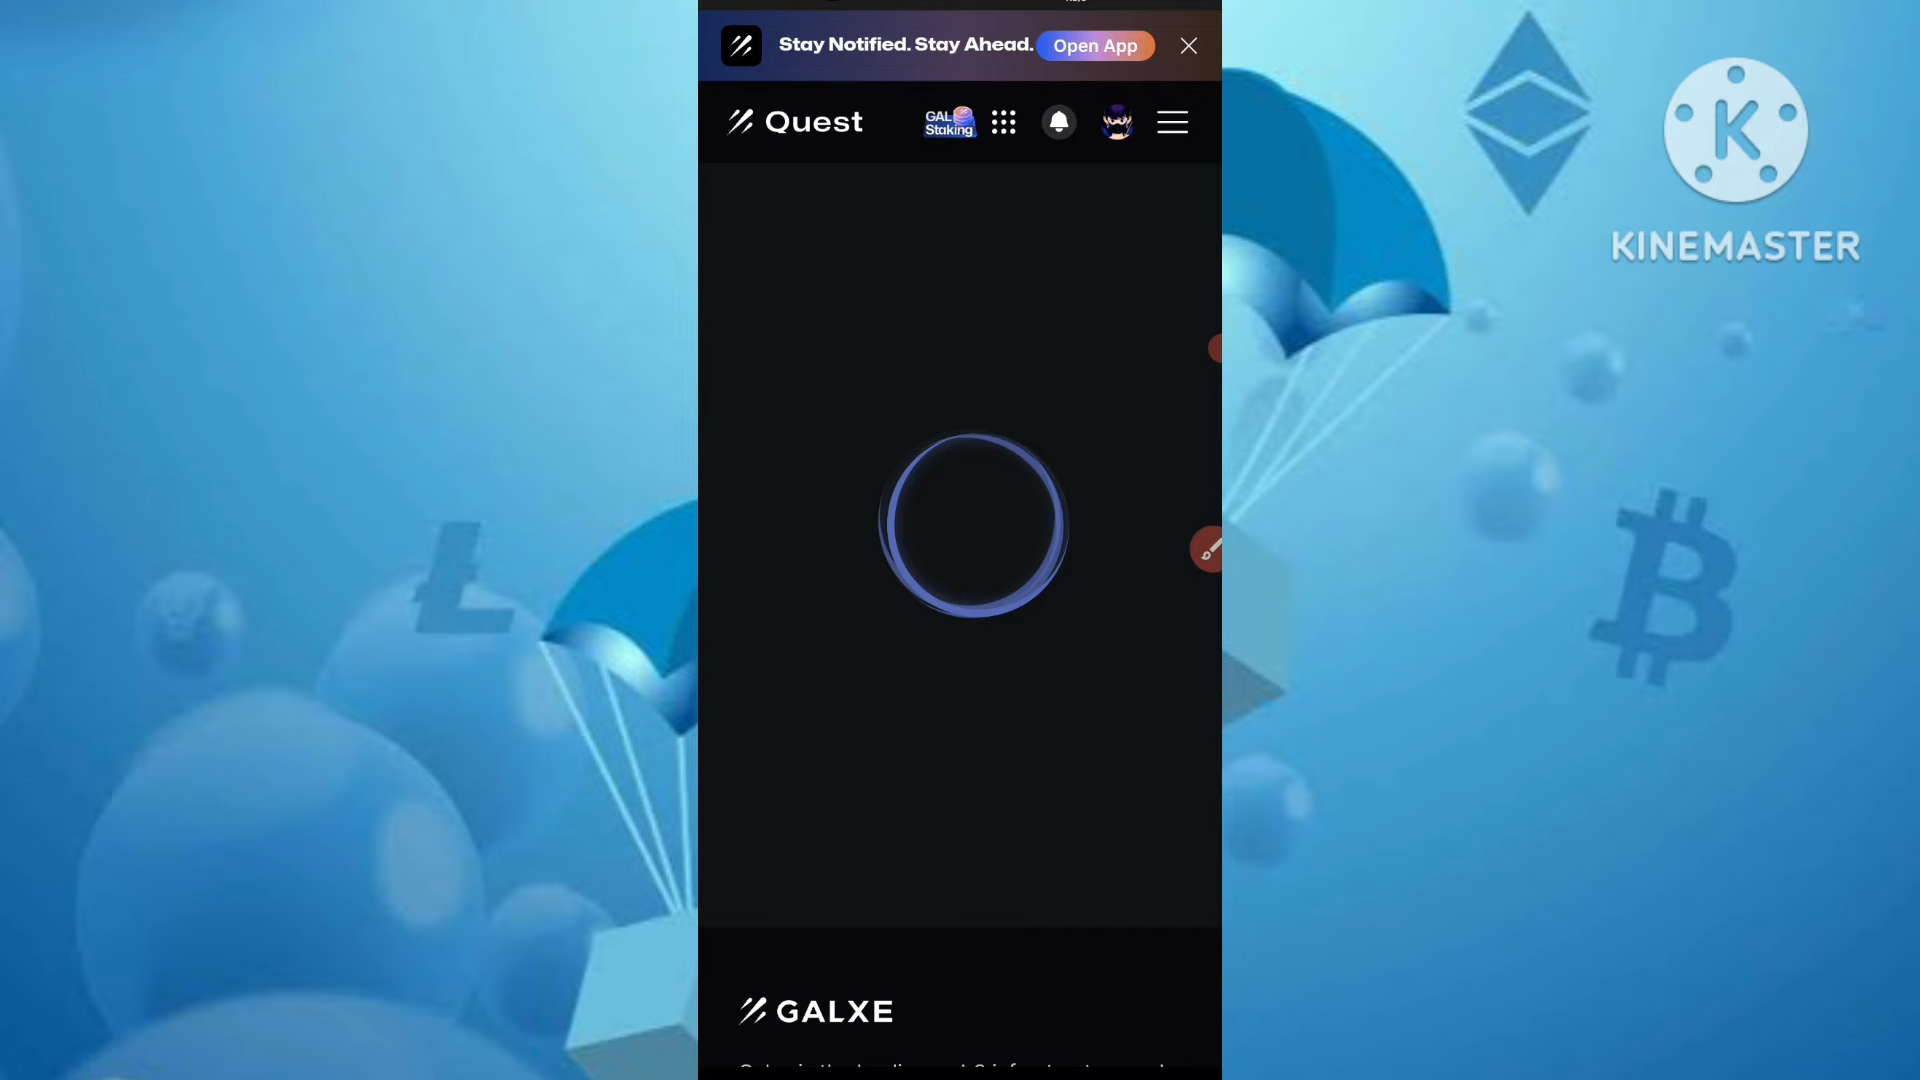 Stay Notified. Stay Ahead.
Open App
Quest
GAL
Staking
GALXE
K
KINEMASTER